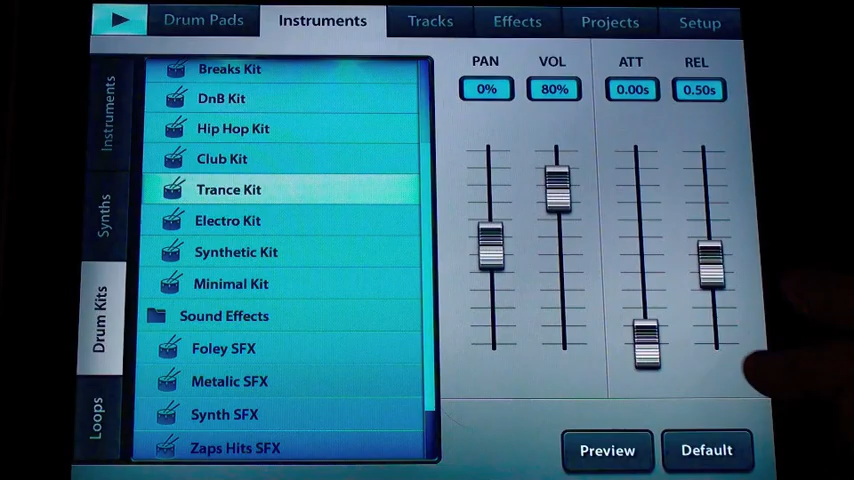 Drum Pads
Instruments
Tracks
Effects
Projects
Setup
Instruments
Synths
Drum Kits
Loops
Breaks Kit
DnB Kit
Hip Hop Kit
Club Kit
Trance Kit
Electro Kit
Synthetic Kit
Minimal Kit
Sound Effects
Foley SFX
Metalic SFX
Synth SFX
Zaps Hits SFX
PAN
VOL
ATT
REL
0%
80%
0.00s
0.50s
Preview
Default